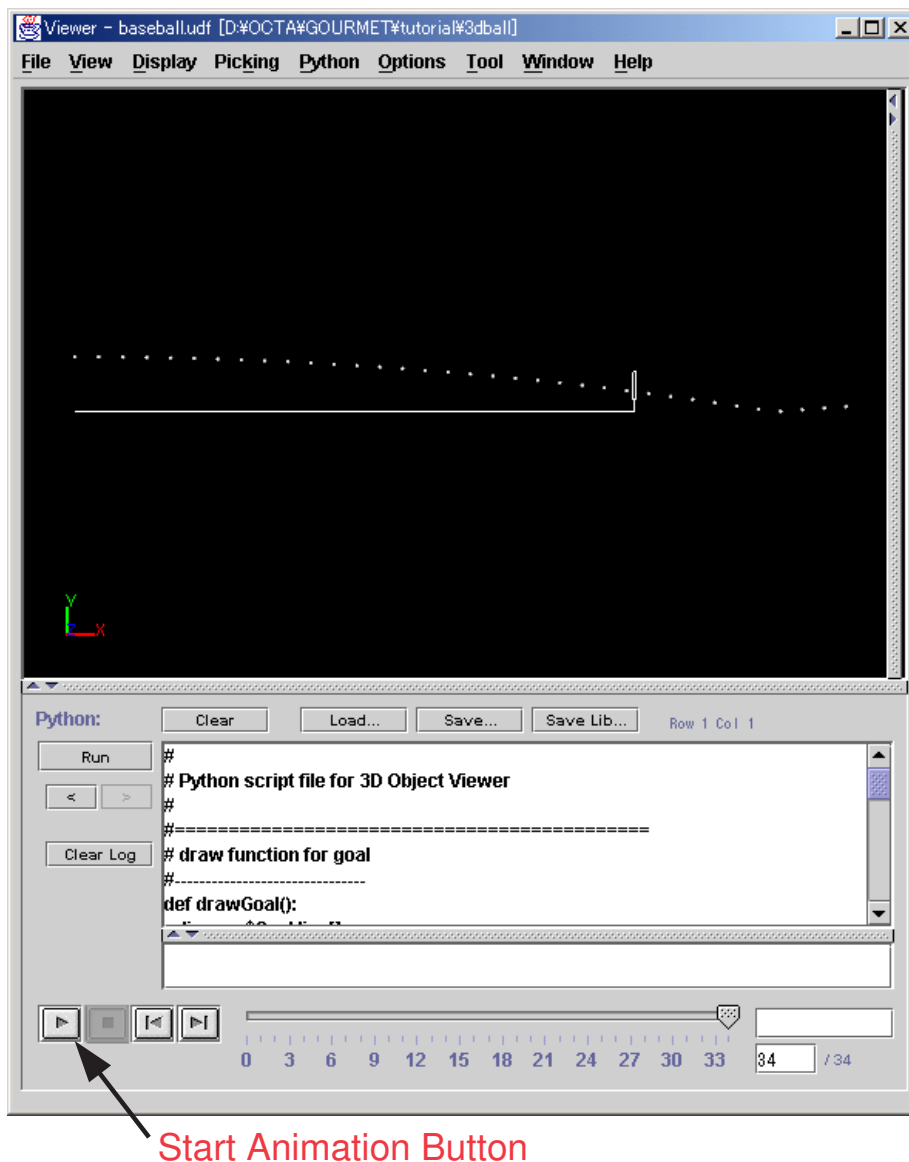 Viewer - baseball.udf [D:¥OCTA¥GOURMET¥tutorial¥3dball]
File View Display Picking Python Options Tool Window Help
Y
Z X
Python: Clear Load... Save... Save Lib... Row 1 Col 1
Run
< >
Clear Log
#
# Python script file for 3D Object Viewer
#
#============================================
# draw function for goal
#-----------------------------
def drawGoal():
0 3 6 9 12 15 18 21 24 27 30 33
34 / 34
Start Animation Button